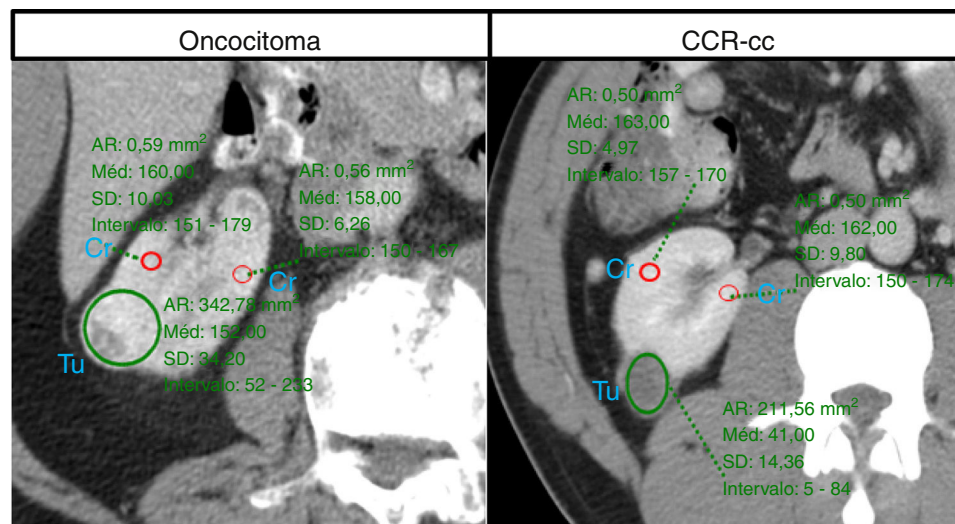 Oncocitoma
CCR-cc
AR: 0,59 mm²
Méd: 160,00
SD: 10,03
Intervalo: 151 - 179
AR: 0,56 mm²
Méd: 158,00
SD: 6,26
Intervalo: 150 - 167
Cr
Cr
AR: 342,78 mm²
Méd: 152,00
SD: 34,20
Intervalo: 52 - 233
Tu
AR: 0,50 mm²
Méd: 163,00
SD: 4,97
Intervalo: 157 - 170
AR: 0,50 mm²
Méd: 162,00
SD: 9,80
Intervalo: 150 - 174
Cr
Cr
Tu
AR: 211,56 mm²
Méd: 41,00
SD: 14,36
Intervalo: 5 - 84